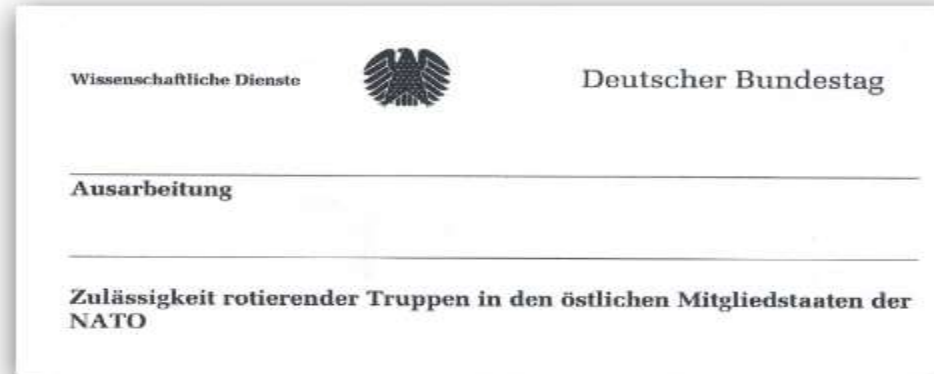 Wissenschaftliche Dienste
Deutscher Bundestag
Ausarbeitung
Zulässigkeit rotierender Truppen in den östlichen Mitgliedstaaten der
NATO